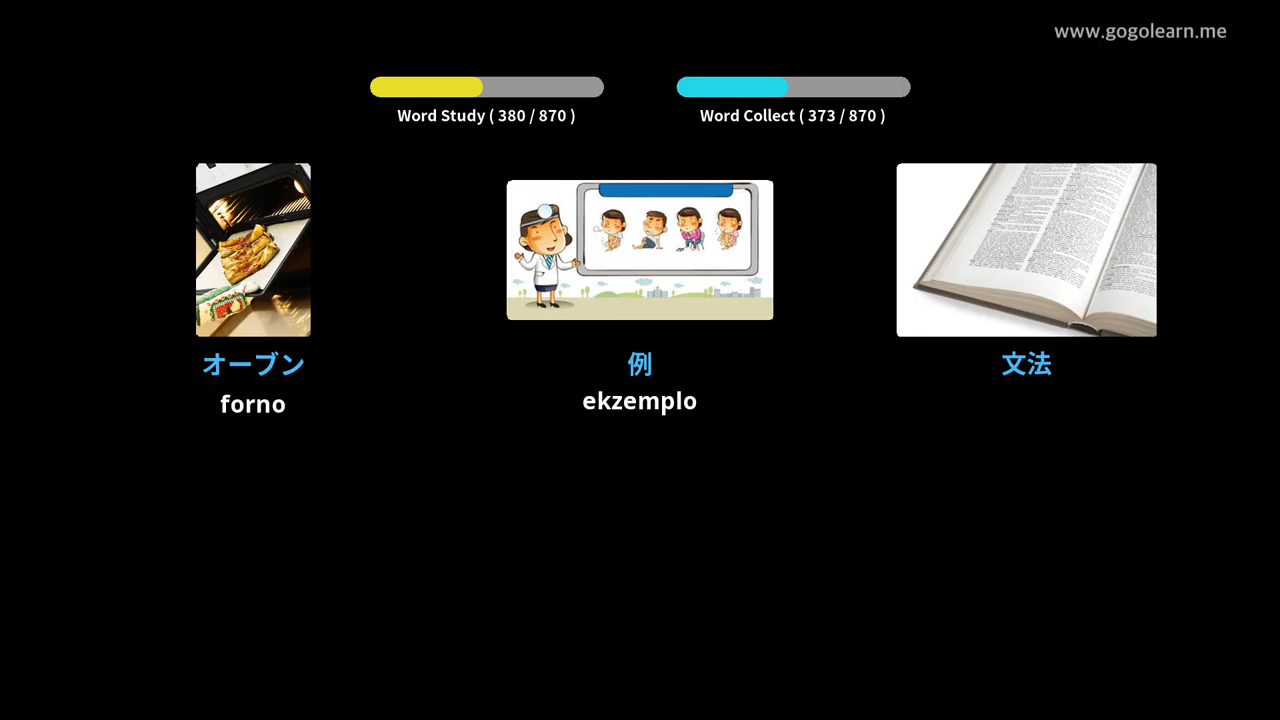 www.gogolearn.me
Word Study ( 380 / 870 )
Word Collect ( 373 / 870 )
オーブン
forno
例
ekzemplo
文法